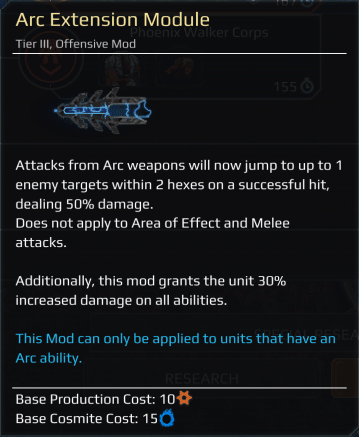 Arc Extension Module
Tier III, Offensive Mod
Phoenix Walker Corps
155
Attacks from Arc weapons will now jump to up to 1
enemy targets within 2 hexes on a successful hit,
dealing 50% damage.
Does not apply to Area of Effect and Melee
attacks.
Additionally, this mod grants the unit 30%
increased damage on all abilities.
This Mod can only be applied to units that have an
Arc ability.
RESEARCH
Base Production Cost: 10
Base Cosmite Cost: 15